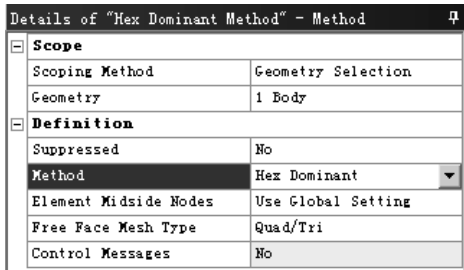 Details of "Hex Dominant Method" - Method
Scope
Scoping Method Geometry Selection
Geometry 1 Body
Definition
Suppressed No
Method Hex Dominant
Element Midside Nodes Use Global Setting
Free Face Mesh Type Quad/Tri
Control Messages No